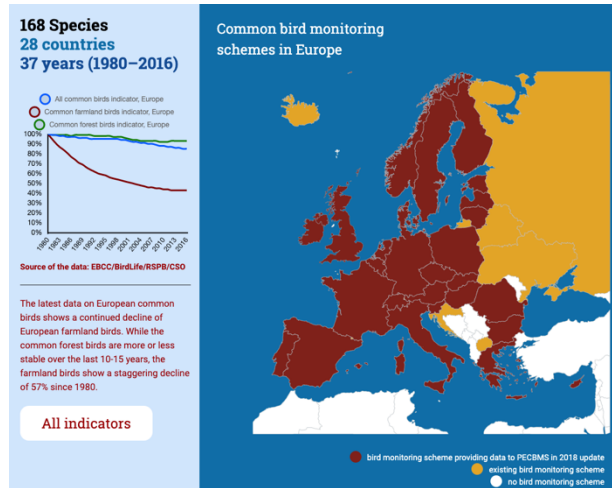 168 Species
28 countries
37 years (1980–2016)
All common birds indicator, Europe
Common farmland birds indicator, Europe
Common forest birds indicator, Europe
100%
90%
80%
70%
60%
50%
40%
30%
20%
10%
0%
1980
1983
1986
1989
1992
1995
1998
2001
2004
2007
2010
2013
2016
Source of the data: EBCC/BirdLife/RSPB/CSO
The latest data on European common
birds shows a continued decline of
European farmland birds. While the
common forest birds are more or less
stable over the last 10-15 years, the
farmland birds show a staggering decline
of 57% since 1980.
All indicators
Common bird monitoring
schemes in Europe
bird monitoring scheme providing data to PECBMS in 2018 update
existing bird monitoring scheme
no bird monitoring scheme